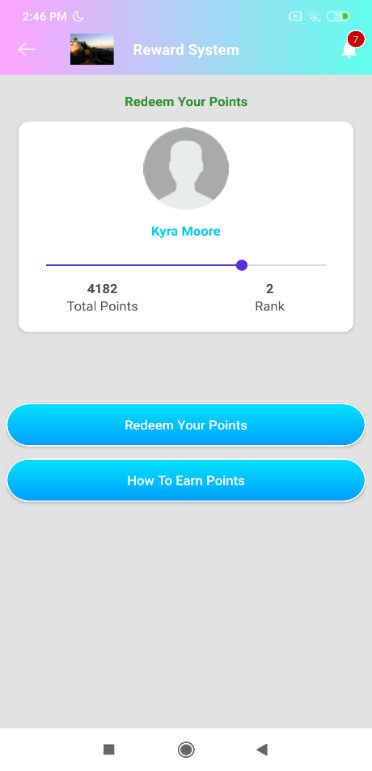 2:46 PM
Reward System
7
Redeem Your Points
Kyra Moore
4182
2
Total Points
Rank
Redeem Your Points
How To Earn Points